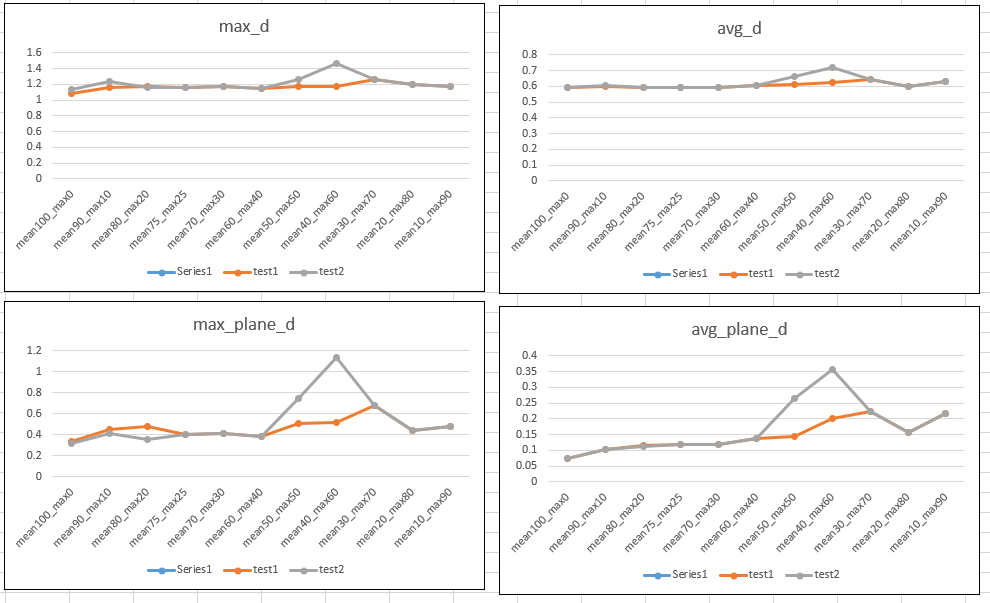 max_d
1.6
1.4
1.2
1
0.8
0.6
0.4
0.2
0
mean100_max0
mean90_max10
mean80_max20
mean75_max25
mean70_max30
mean60_max40
mean50_max50
mean40_max60
mean30_max70
mean20_max80
mean10_max90
Series1 test1 test2
avg_d
0.8
0.7
0.6
0.5
0.4
0.3
0.2
0.1
0
mean100_max0
mean90_max10
mean80_max20
mean75_max25
mean70_max30
mean60_max40
mean50_max50
mean40_max60
mean30_max70
mean20_max80
mean10_max90
Series1 test1 test2
max_plane_d
1.2
1
0.8
0.6
0.4
0.2
0
mean100_max0
mean90_max10
mean80_max20
mean75_max25
mean70_max30
mean60_max40
mean50_max50
mean40_max60
mean30_max70
mean20_max80
mean10_max90
Series1 test1 test2
avg_plane_d
0.4
0.35
0.3
0.25
0.2
0.15
0.1
0.05
0
mean100_max0
mean90_max10
mean80_max20
mean75_max25
mean70_max30
mean60_max40
mean50_max50
mean40_max60
mean30_max70
mean20_max80
mean10_max90
Series1 test1 test2